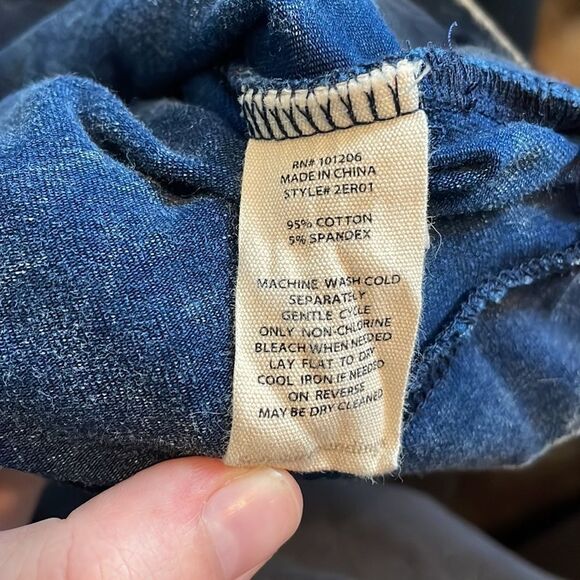 RN# 101206
MADE IN CHINA
STYLE# 2ER01
95% COTTON
5% SPANDEX
MACHINE WASH COLD
SEPARATELY
GENTLE CYCLE
ONLY NON-CHLORINE
BLEACH WHEN NEEDED
LAY FLAT TO DRY
COOL IRON IF NEEDED
ON REVERSE
MAY BE DRY CLEANED